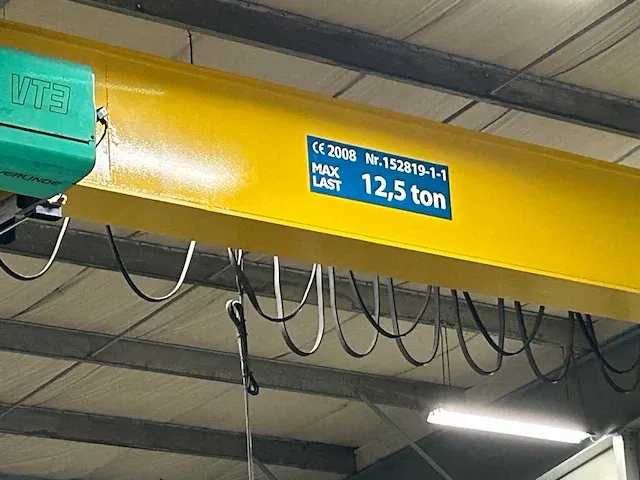 VT3
CE 2008 Nr.152819-1-1
MAX
LAST 12,5 ton